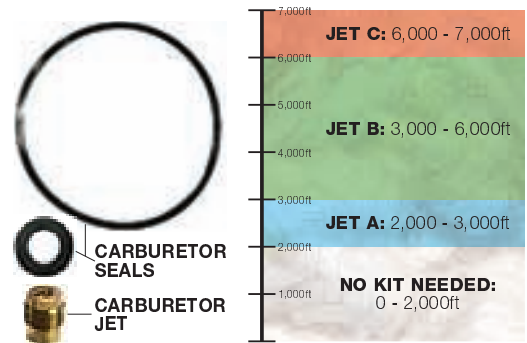 CARBURETOR
SEALS
CARBURETOR
JET
7,000ft
JET C: 6,000 - 7,000ft
6,000ft
5,000ft
JET B: 3,000 - 6,000ft
4,000ft
3,000ft
JET A: 2,000 - 3,000ft
2,000ft
NO KIT NEEDED:
0 - 2,000ft
1,000ft